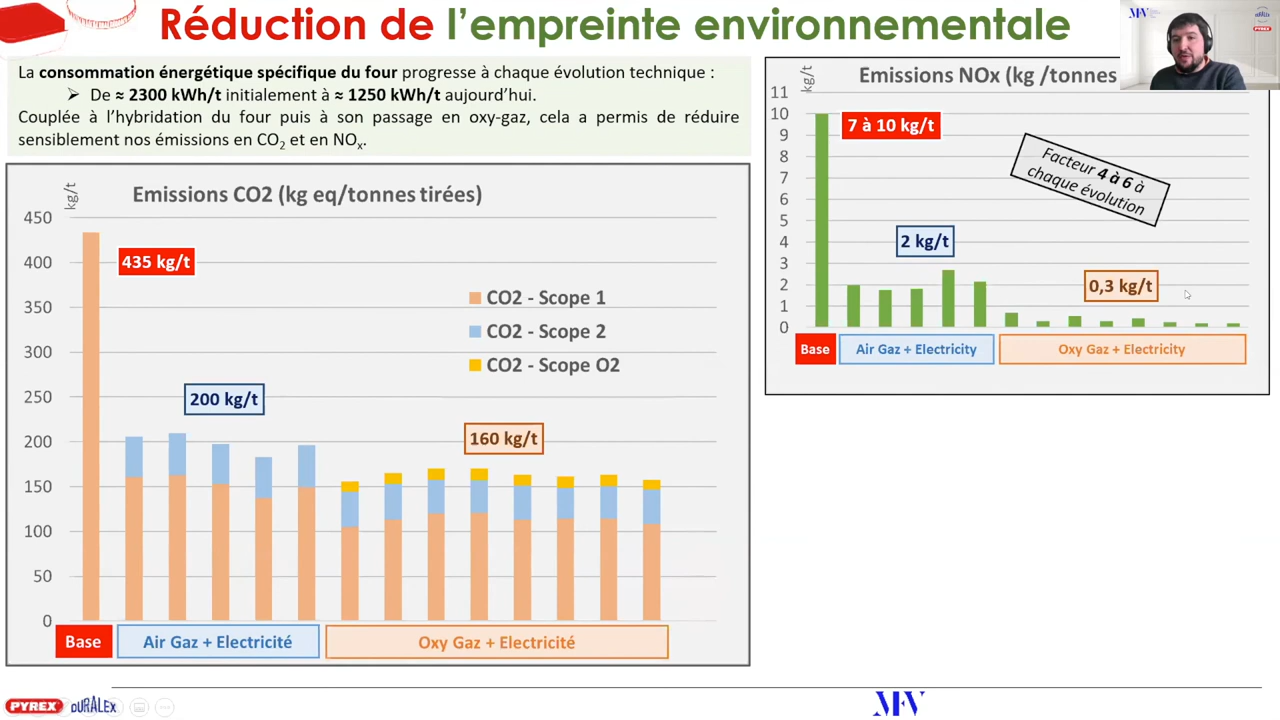 Réduction de l’empreinte environnementale
La consommation énergétique spécifique du four progresse à chaque évolution technique :
➤ De ≈ 2300 kWh/t initialement à ≈ 1250 kWh/t aujourd’hui.
Couplée à l’hybridation du four puis à son passage en oxy-gaz, cela a permis de réduire
sensiblement nos émissions en CO2 et en NOx.
kg/t
Emissions CO2 (kg eq/tonnes tirées)
450
400
350
300
250
200
150
100
50
0
435 kg/t
200 kg/t
160 kg/t
CO2 - Scope 1
CO2 - Scope 2
CO2 - Scope O2
Base
Air Gaz + Electricité
Oxy Gaz + Electricité
kg/t
Emissions NOx (kg /tonnes
11
10
9
8
7
6
5
4
3
2
1
0
7 à 10 kg/t
Facteur 4 à 6 à
chaque évolution
2 kg/t
0,3 kg/t
Base
Air Gaz + Electricity
Oxy Gaz + Electricity
PYREX
DURALEX
MFV
MFV
PYREX